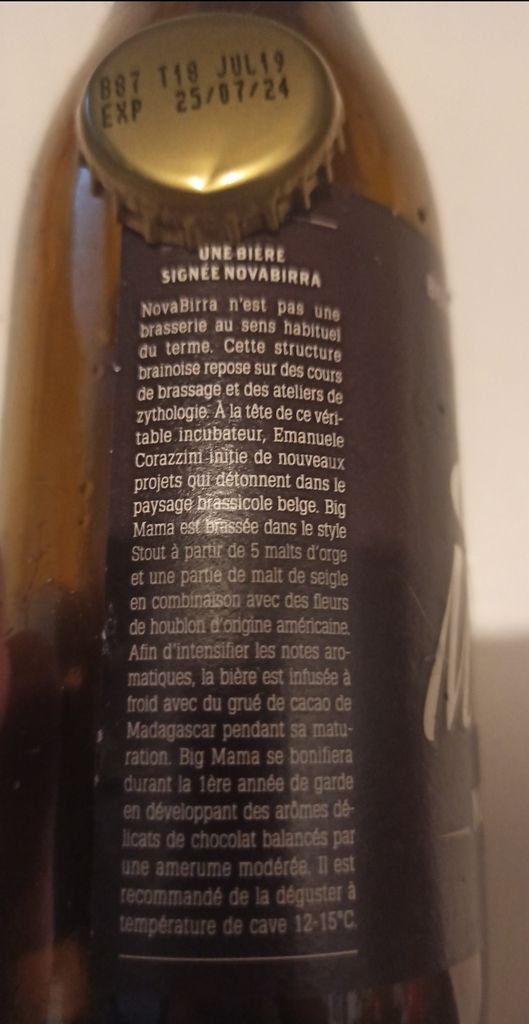 B87 T18 JUL19
EXP 25/07/24
UNE BIÈRE
SIGNÉE NOVABIRRA
NovaBirra n'est pas une
brasserie au sens habituel
du terme. Cette structure
brainoise repose sur des cours
de brassage et des ateliers de
zythologie. À la tête de ce véri-
table incubateur, Emanuele
Corazzini initie de nouveaux
projets qui détonnent dans le
paysage brassicole belge. Big
Mama est brassée dans le style
Stout à partir de 5 malts d'orge
et une partie de malt de seigle
en combinaison avec des fleurs
de houblon d'origine américaine.
Afin d'intensifier les notes aro-
matiques, la bière est infusée à
froid avec du grué de cacao de
Madagascar pendant sa matu-
ration. Big Mama se bonifiera
durant la 1ère année de garde
en développant des arômes dé-
licats de chocolat balancés par
une amerume modérée. Il est
recommandé de la déguster à
température de cave 12-15°C.